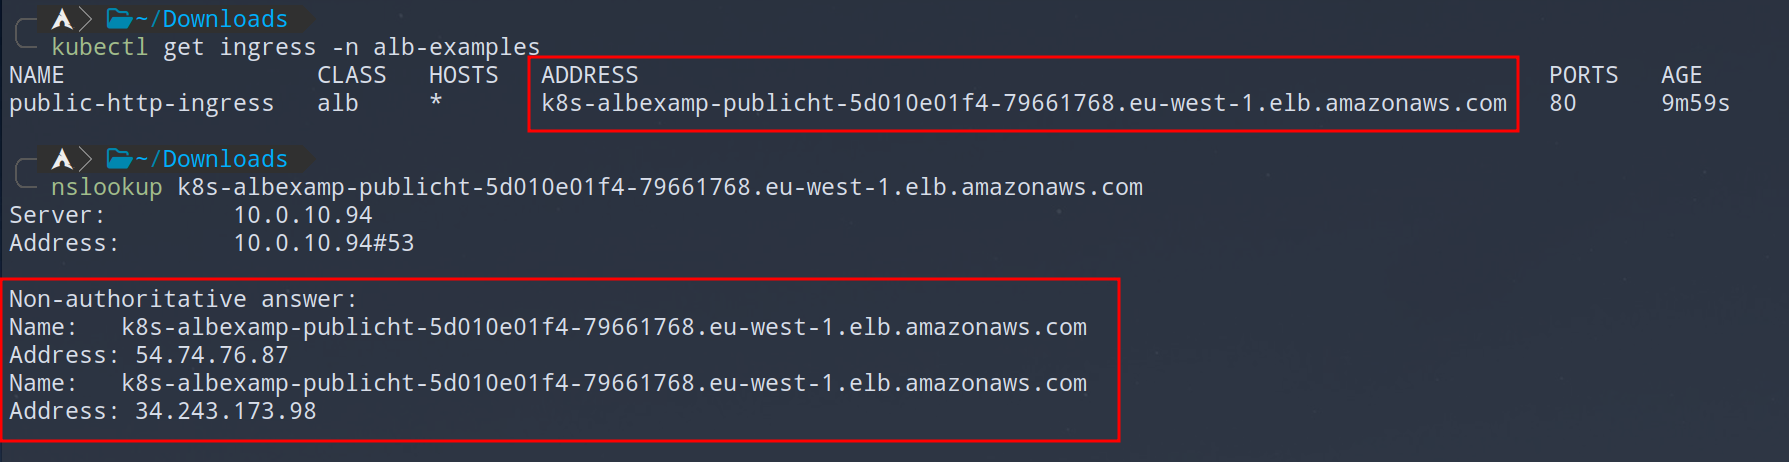 ~/Downloads
kubectl get ingress -n alb-examples
NAME CLASS HOSTS ADDRESS PORTS AGE
public-http-ingress alb * k8s-albexamp-publicht-5d010e01f4-79661768.eu-west-1.elb.amazonaws.com 80 9m59s
~/Downloads
nslookup k8s-albexamp-publicht-5d010e01f4-79661768.eu-west-1.elb.amazonaws.com
Server: 10.0.10.94
Address: 10.0.10.94#53
Non-authoritative answer:
Name: k8s-albexamp-publicht-5d010e01f4-79661768.eu-west-1.elb.amazonaws.com
Address: 54.74.76.87
Name: k8s-albexamp-publicht-5d010e01f4-79661768.eu-west-1.elb.amazonaws.com
Address: 34.243.173.98